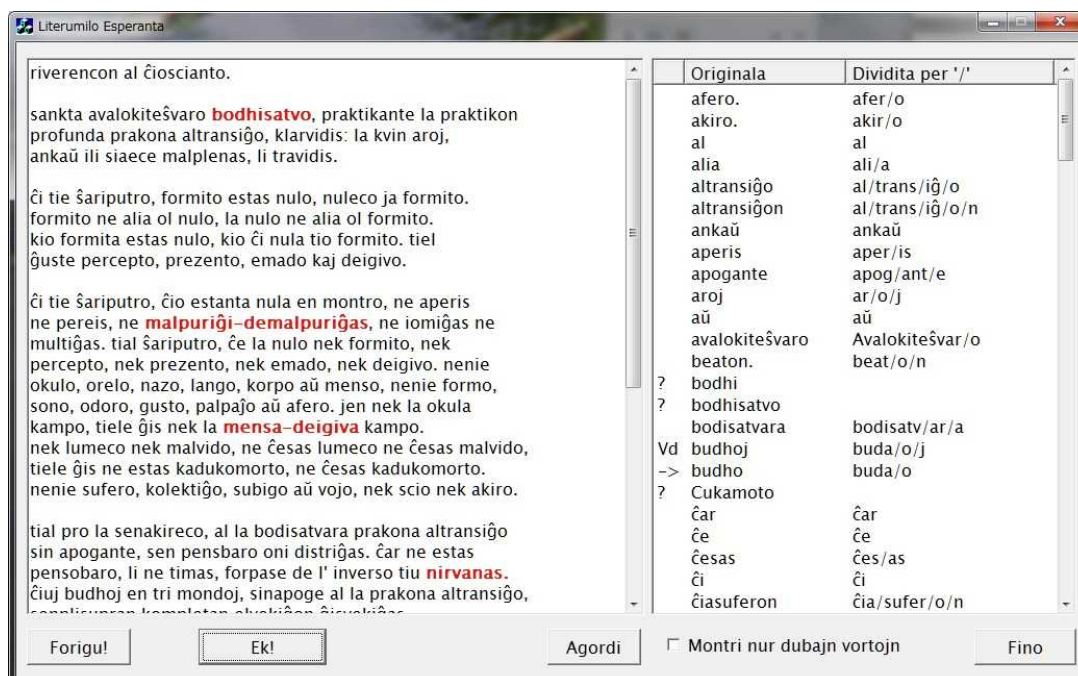 Literumilo Esperanta
riverencon al ĉioscianto.
sankta avalokiteŝvaro bodhisatvo, praktikante la praktikon
profunda prakona altransiĝo, klarvidis: la kvin aroj,
ankaŭ ili siaece malplenas, li travidis.
ĉi tie ŝariputro, formito estas nulo, nuleco ja formito.
formito ne alia ol nulo, la nulo ne alia ol formito.
kio formita estas nulo, kio ĉi nula tio formito. tiel
ĝuste percepto, prezento, emado kaj deigivo.
ĉi tie ŝariputro, ĉio estanta nula en montro, ne aperis
ne pereis, ne malpuriĝi-demalpuriĝas, ne iomiĝas ne
multiĝas. tial ŝariputro, ĉe la nulo nek formito, nek
percepto, nek prezento, nek emado, nek deigivo. nenie
okulo, orelo, nazo, lango, korpo aŭ menso, nenie formo,
sono, odoro, gusto, palpaĵo aŭ afero. jen nek la okula
kampo, tiele ĝis nek la mensa-deigiva kampo.
nek lumeco nek malvido, ne ĉesas lumeco ne ĉesas malvido,
tiele ĝis ne estas kadukomorto, ne ĉesas kadukomorto.
nenie sufero, kolektiĝo, subigo aŭ vojo, nek scio nek akiro.
tial pro la senakireco, al la bodisatvara prakona altransiĝo
sin apogante, sen pensbaro oni distriĝas. ĉar ne estas
pensobaro, li ne timas, forpase de l' inverso tiu nirvanas.
ĉiuj budhoj en tri mondoj, sinapoge al la prakona altransiĝo,
Originala Dividita per '/'
afero. afer/o
akiro. akir/o
al al
alia ali/a
altransiĝo al/trans/iĝ/o
altransiĝon al/trans/iĝ/o/n
ankaŭ ankaŭ
aperis aper/is
apogante apog/ant/e
aroj ar/o/j
aŭ aŭ
avalokiteŝvaro Avalokiteŝvar/o
beaton. beat/o/n
? bodhi
? bodhisatvo
bodisatvara bodisatv/ar/a
Vd budhoj buda/o/j
-> budho buda/o
? Cukamoto
ĉar ĉar
ĉe ĉe
ĉesas ĉes/as
ĉi ĉi
ĉiasuferon ĉia/sufer/o/n
Forigu! Ek! Agordi Montri nur dubajn vortojn Fino